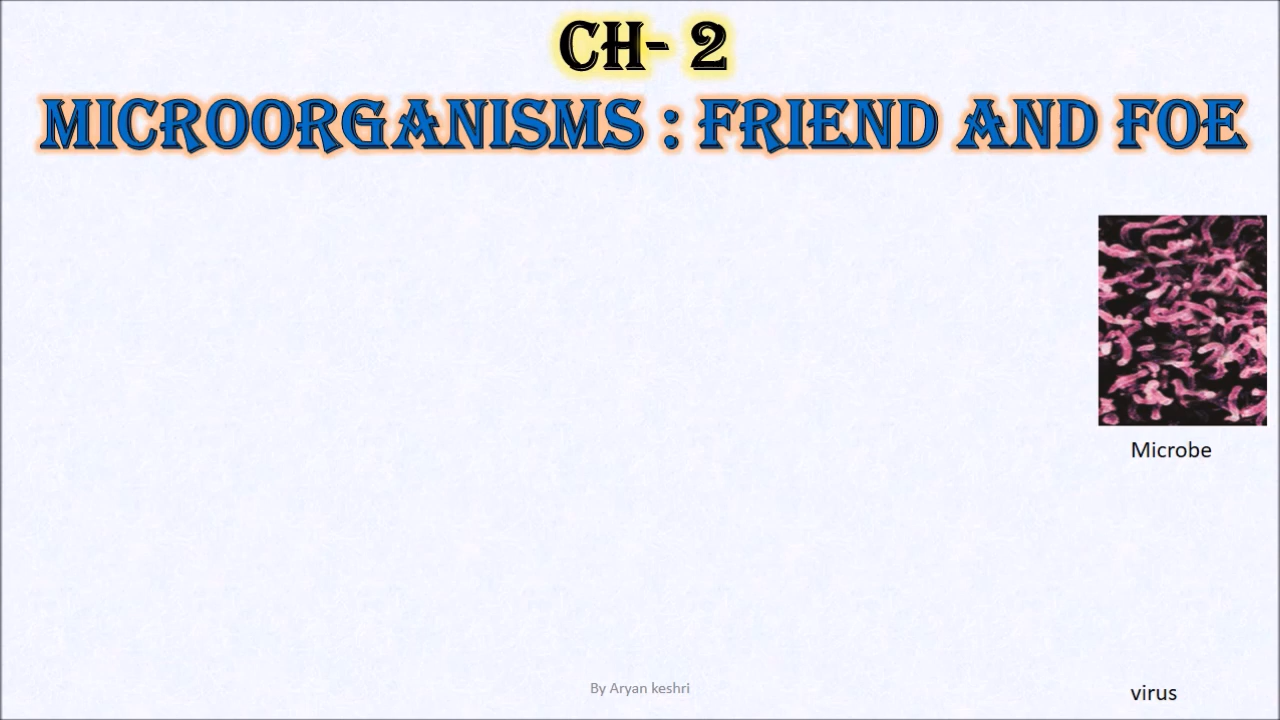 CH- 2
MICROORGANISMS : FRIEND AND FOE
Microbe
By Aryan keshri
virus